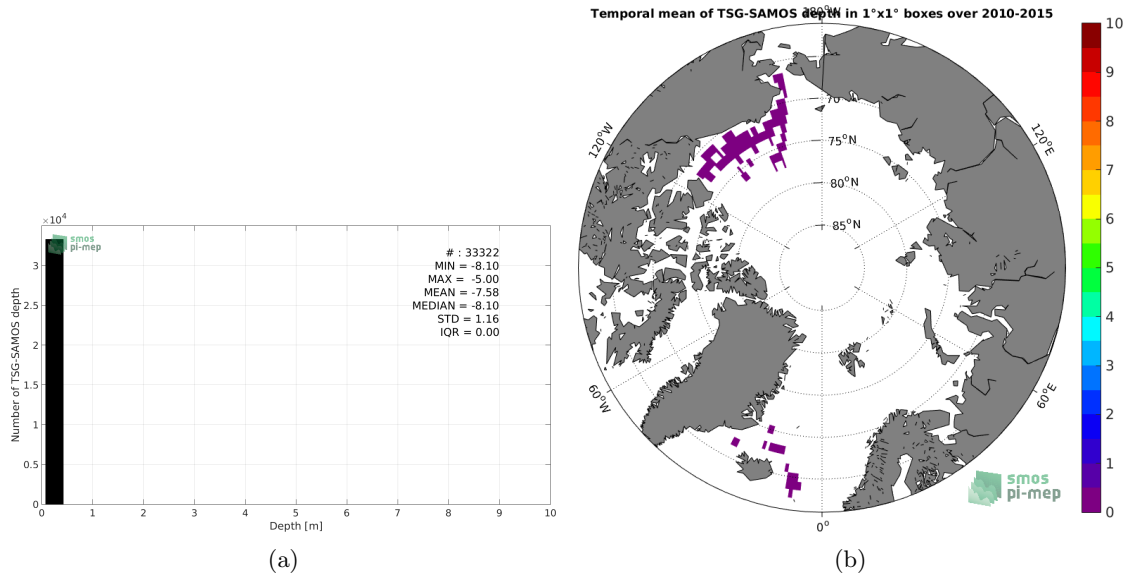 Temporal mean of TSG-SAMOS depth in 1°x1° boxes over 2010-2015
×10⁴
smos
pi-mep
# : 33322
MIN = -8.10
MAX = -5.00
MEAN = -7.58
MEDIAN = -8.10
STD = 1.16
IQR = 0.00
3
2.5
2
1.5
1
0.5
0
Number of TSG-SAMOS depth
0 1 2 3 4 5 6 7 8 9 10
Depth [m]
(a)
180°W
120°W
120°E
70°N
75°N
80°N
85°N
60°W
60°E
0°
smos
pi-mep
10
9
8
7
6
5
4
3
2
1
0
(b)